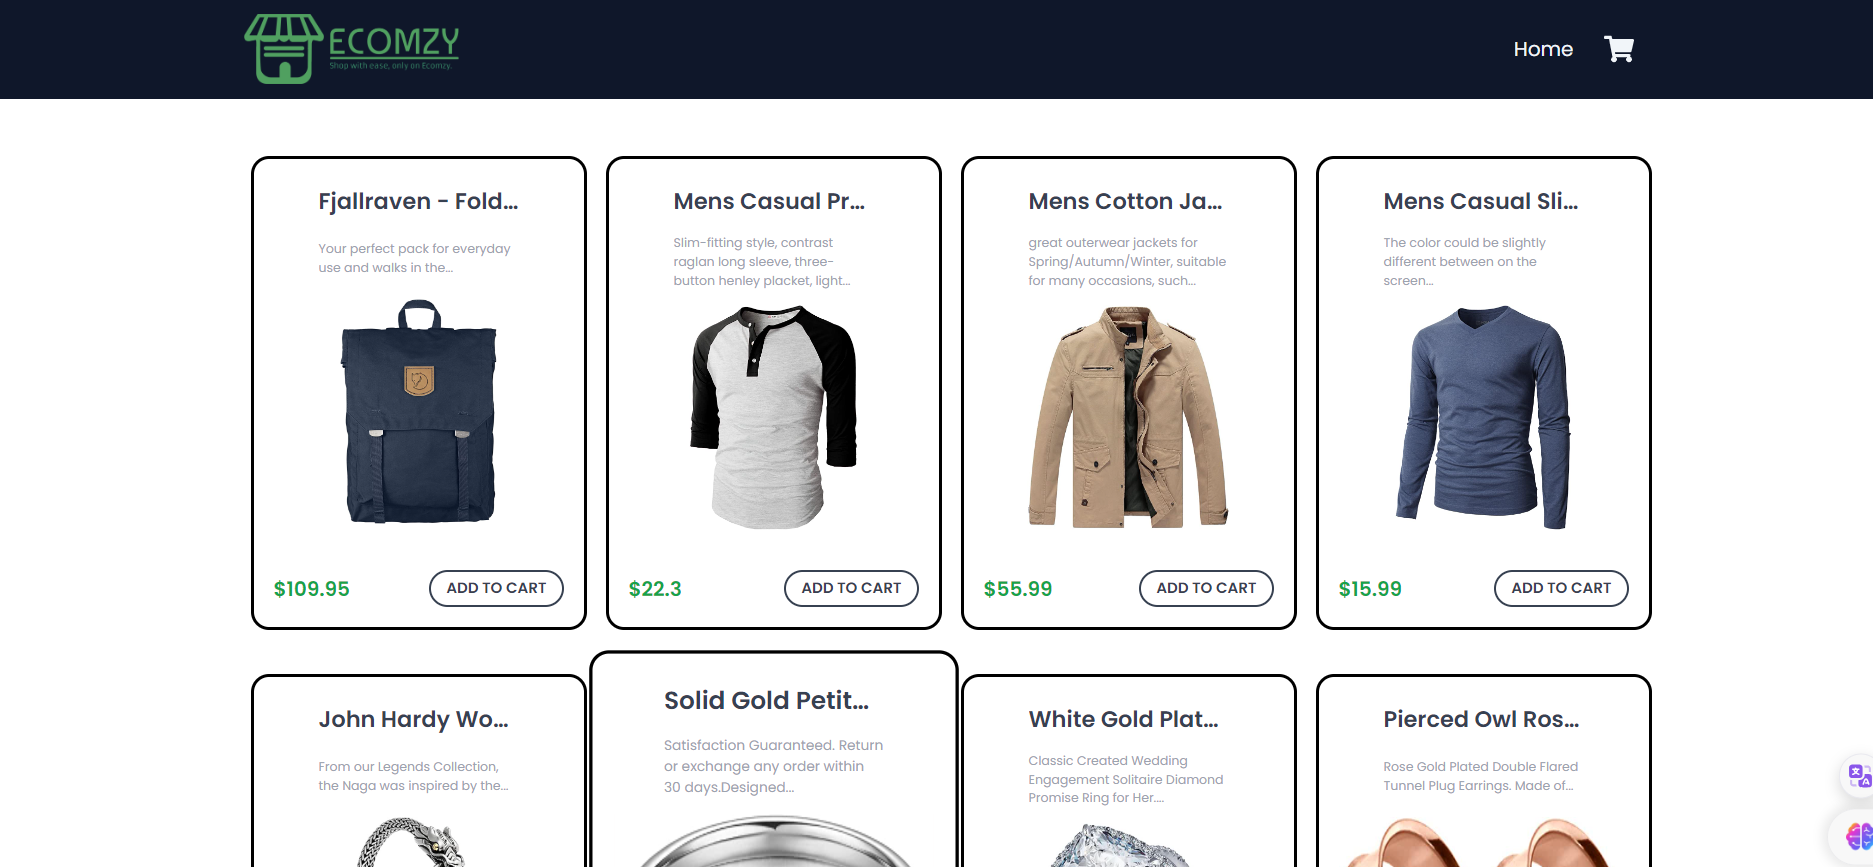 ECOMZY
Shop with ease, only on Ecomzy.
Home
Fjallraven - Fold...
Your perfect pack for everyday
use and walks in the...
$109.95
ADD TO CART
Mens Casual Pr...
Slim-fitting style, contrast
raglan long sleeve, three-
button henley placket, light...
$22.3
ADD TO CART
Mens Cotton Ja...
great outerwear jackets for
Spring/Autumn/Winter, suitable
for many occasions, such...
$55.99
ADD TO CART
Mens Casual Sli...
The color could be slightly
different between on the
screen...
$15.99
ADD TO CART
John Hardy Wo...
From our Legends Collection,
the Naga was inspired by the...
Solid Gold Petit...
Satisfaction Guaranteed. Return
or exchange any order within
30 days.Designed...
White Gold Plat...
Classic Created Wedding
Engagement Solitaire Diamond
Promise Ring for Her....
Pierced Owl Ros...
Rose Gold Plated Double Flared
Tunnel Plug Earrings. Made of...